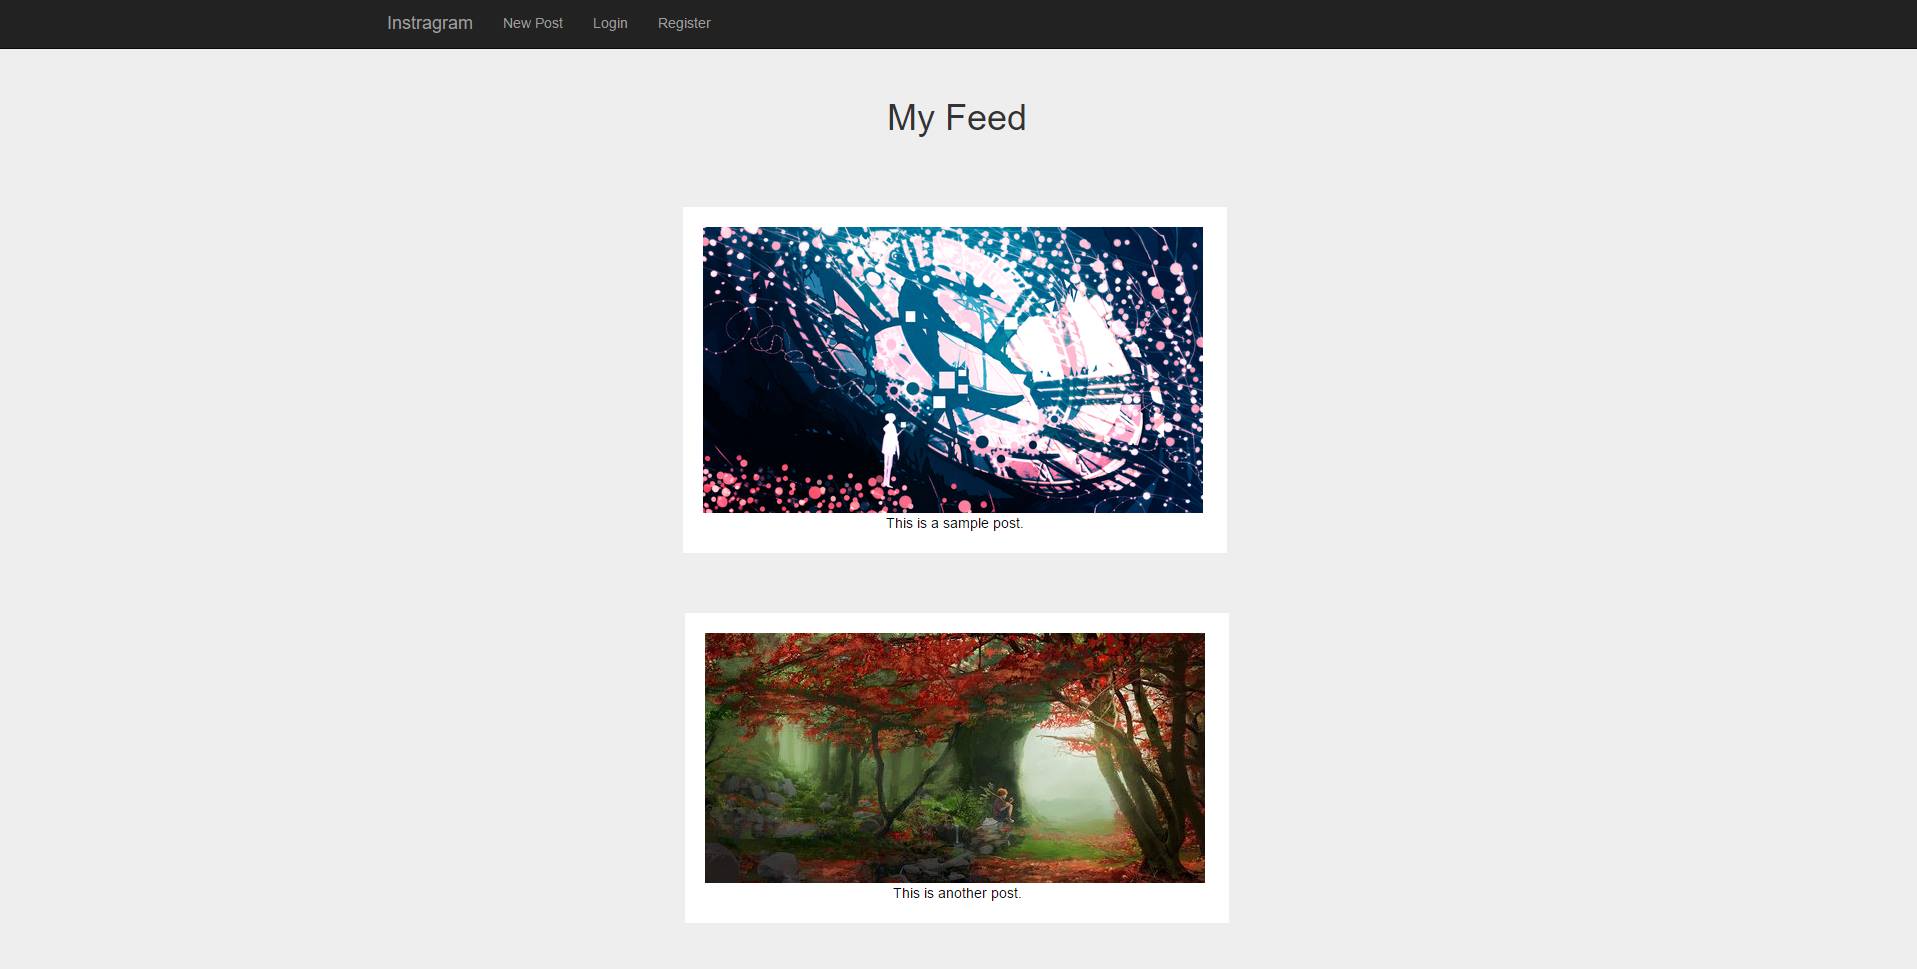 Instragram New Post Login Register
My Feed
This is a sample post.
This is another post.